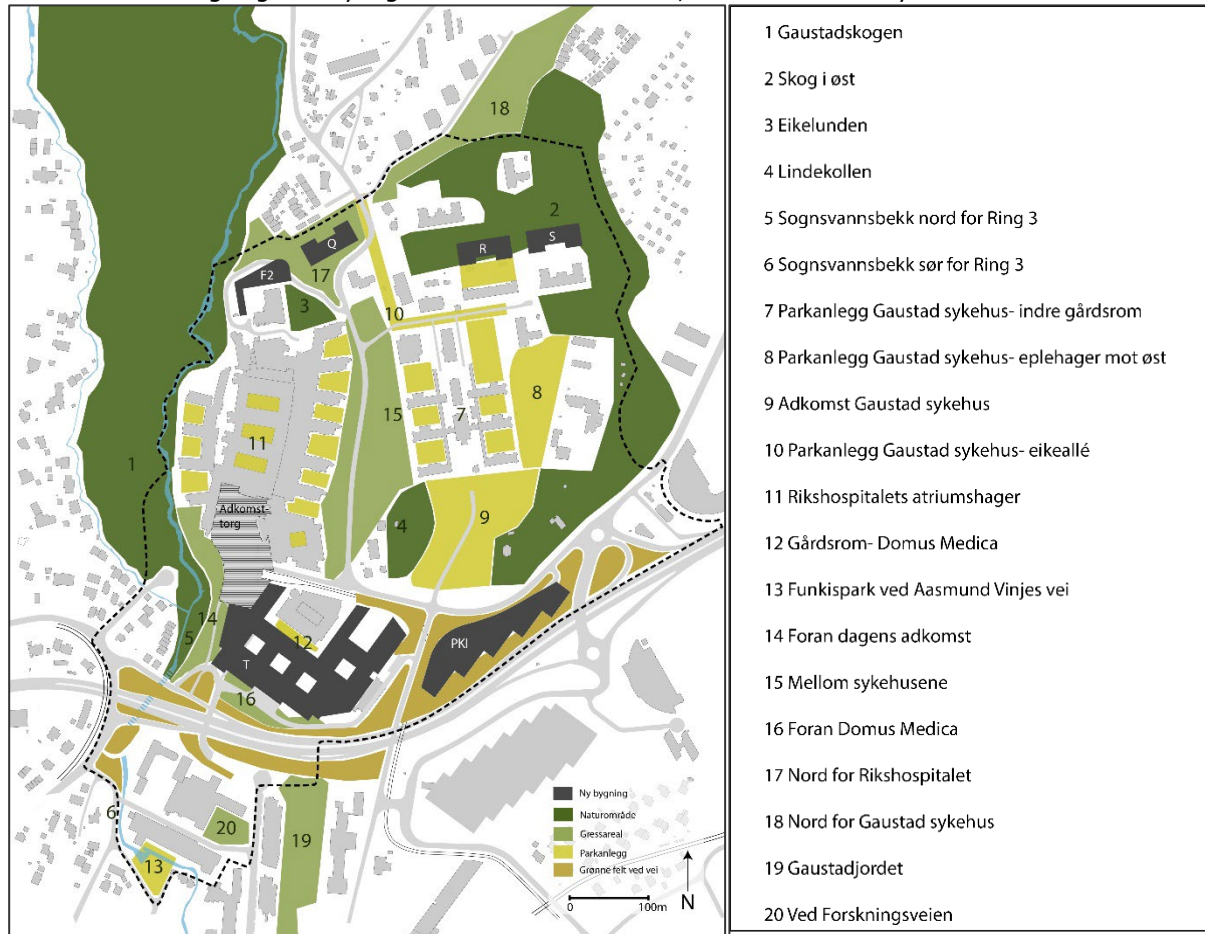 18
2
Q
R
S
17
F2
3
10
15
7
8
11
1
Adkomst-
torg
4
9
14
5
12
T
PKI
16
6
20
19
13
Ny bygning
Naturområde
Gressareal
Parkanlegg
Grønne felt ved vei
0 100m
N
1 Gaustadskogen
2 Skog i øst
3 Eikelunden
4 Lindekollen
5 Sognsvannsbekk nord for Ring 3
6 Sognsvannsbekk sør for Ring 3
7 Parkanlegg Gaustad sykehus- indre gårdsrom
8 Parkanlegg Gaustad sykehus- eplehager mot øst
9 Adkomst Gaustad sykehus
10 Parkanlegg Gaustad sykehus- eikeallé
11 Rikshospitalets atriumshager
12 Gårdsrom- Domus Medica
13 Funkispark ved Aasmund Vinjes vei
14 Foran dagens adkomst
15 Mellom sykehusene
16 Foran Domus Medica
17 Nord for Rikshospitalet
18 Nord for Gaustad sykehus
19 Gaustadjordet
20 Ved Forskningsveien